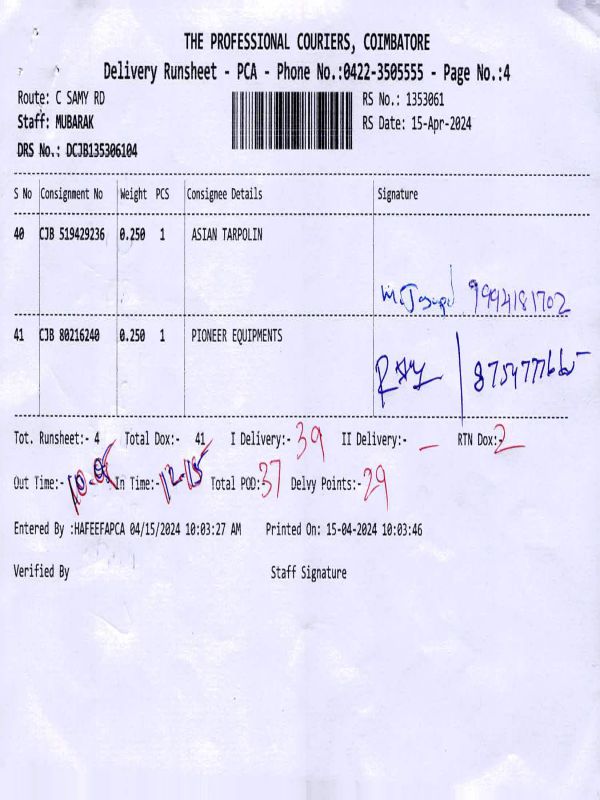 THE PROFESSIONAL COURIERS, COIMBATORE
Delivery Runsheet - PCA - Phone No.:0422-3505555 - Page No.:4
Route: C SAMY RD RS No.: 1353061
Staff: MUBARAK RS Date: 15-Apr-2024
DRS No.: DCJB135306104
S No Consignment No Weight PCS Consignee Details Signature
40 CJB 519429236 0.250 1 ASIAN TARPOLIN
9994181702
41 CJB 80216240 0.250 1 PIONEER EQUIPMENTS
Tot. Runsheet:- 4 Total Dox:- 41 I Delivery:- 39 II Delivery:- - RTN Dox:- 2
Out Time:- In Time:- 12-15 Total POD: 37 Delvy Points:- 29
Entered By :HAFEEFAPCA 04/15/2024 10:03:27 AM Printed On: 15-04-2024 10:03:46
Verified By Staff Signature